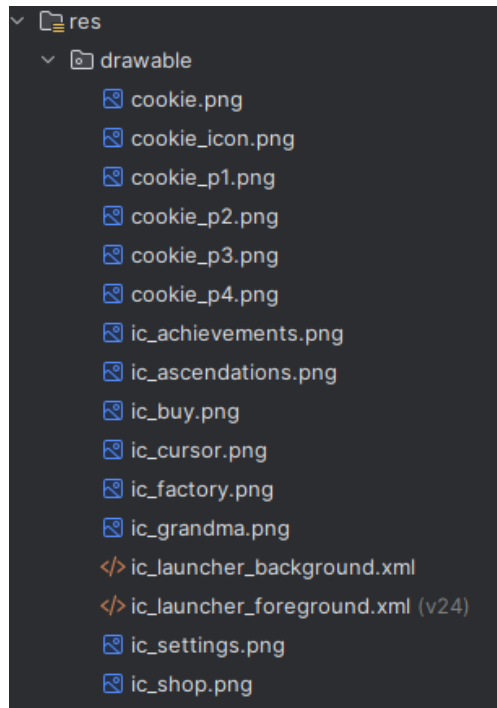 res
drawable
cookie.png
cookie_icon.png
cookie_p1.png
cookie_p2.png
cookie_p3.png
cookie_p4.png
ic_achievements.png
ic_ascendations.png
ic_buy.png
ic_cursor.png
ic_factory.png
ic_grandma.png
ic_launcher_background.xml
ic_launcher_foreground.xml (v24)
ic_settings.png
ic_shop.png